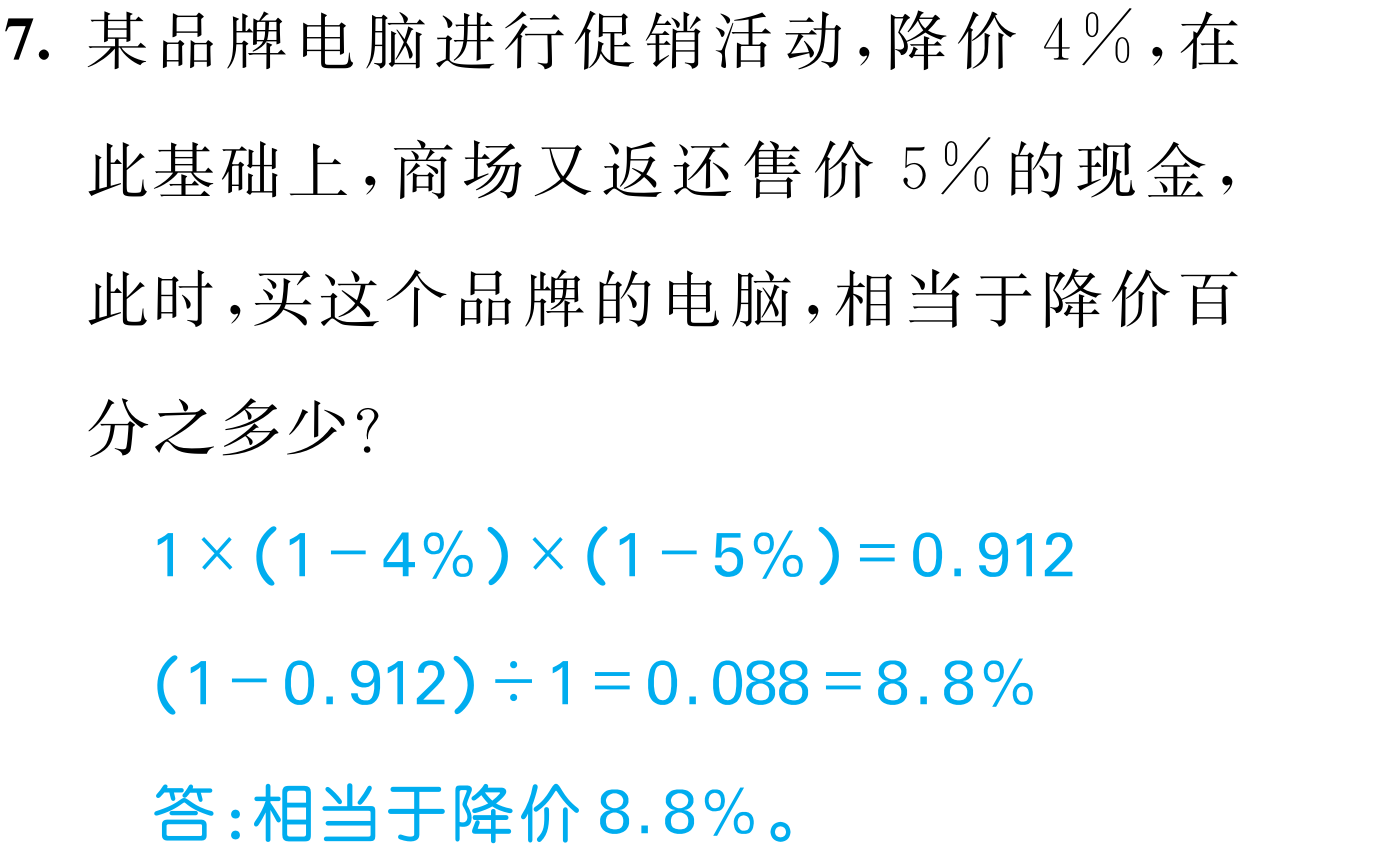 7. 某品牌电脑进行促销活动,降价 4%,在
此基础上,商场又返还售价 5%的现金,
此时,买这个品牌的电脑,相当于降价百
分之多少?
1×(1-4%)×(1-5%)=0.912
(1-0.912)÷1=0.088=8.8%
答:相当于降价 8.8%。